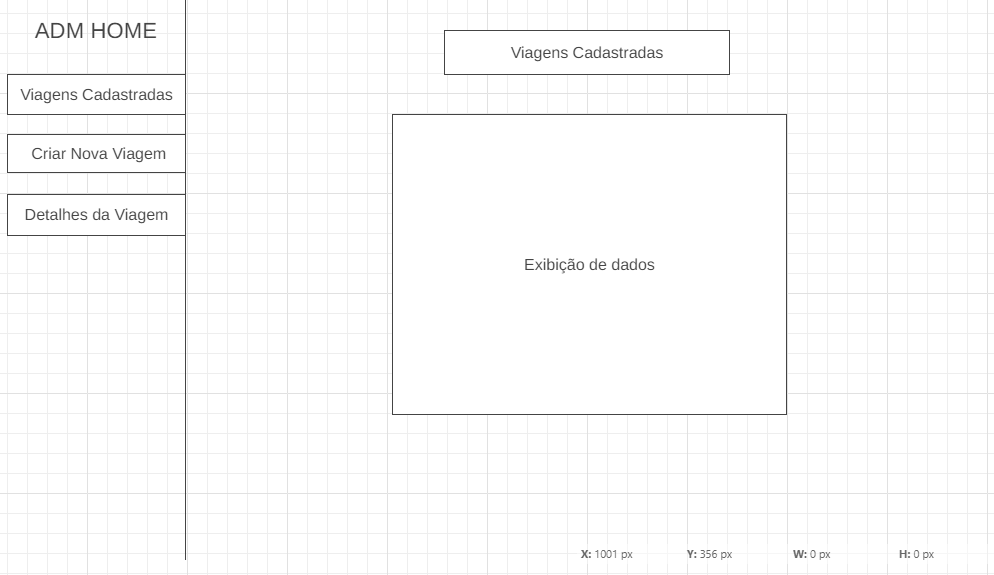 ADM HOME
Viagens Cadastradas
Criar Nova Viagem
Detalhes da Viagem
Viagens Cadastradas
Exibição de dados
X: 1001 px Y: 356 px W: 0 px H: 0 px